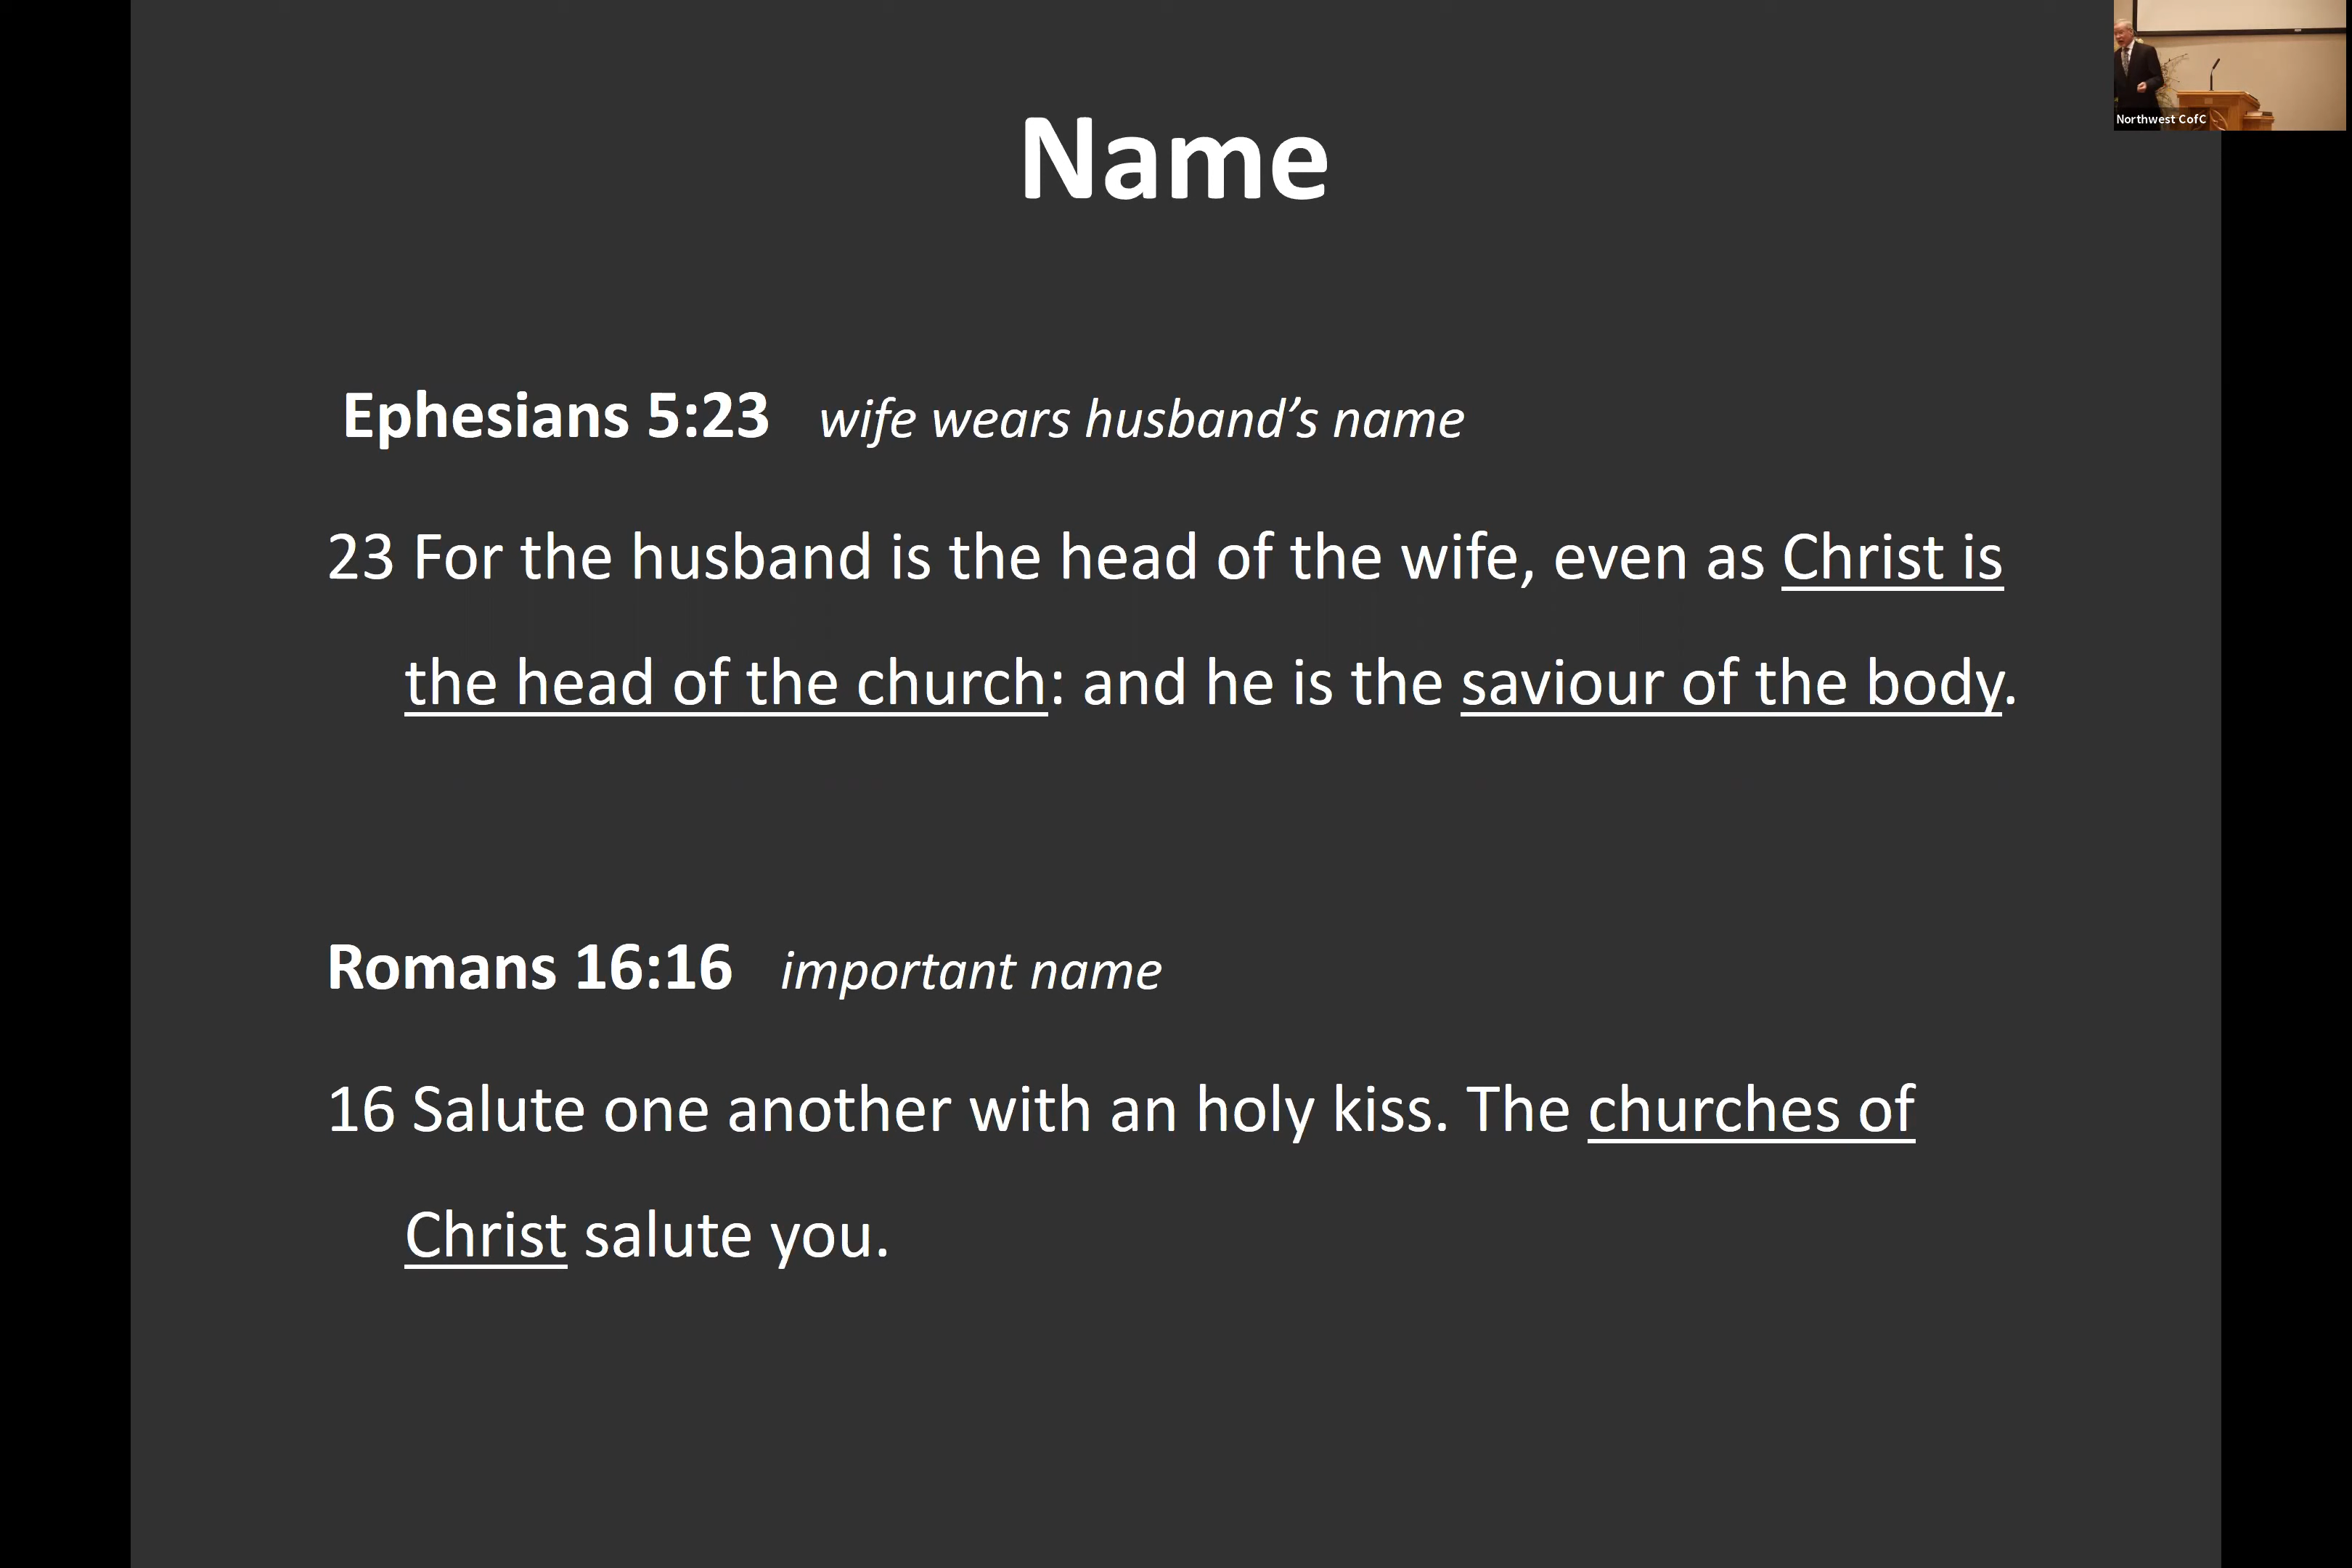 Northwest CofC
Name
Ephesians 5:23 wife wears husband’s name
23 For the husband is the head of the wife, even as Christ is
the head of the church: and he is the saviour of the body.
Romans 16:16 important name
16 Salute one another with an holy kiss. The churches of
Christ salute you.